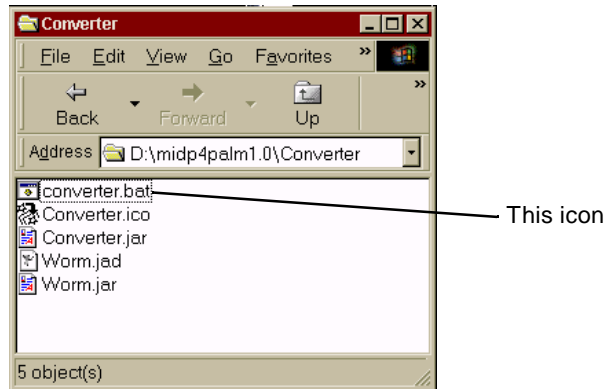 Converter
File Edit View Go Favorites »
Back Forward Up »
Address D:\midp4palm1.0\Converter
converter.bat
This icon
Converter.ico
Converter.jar
Worm.jad
Worm.jar
5 object(s)